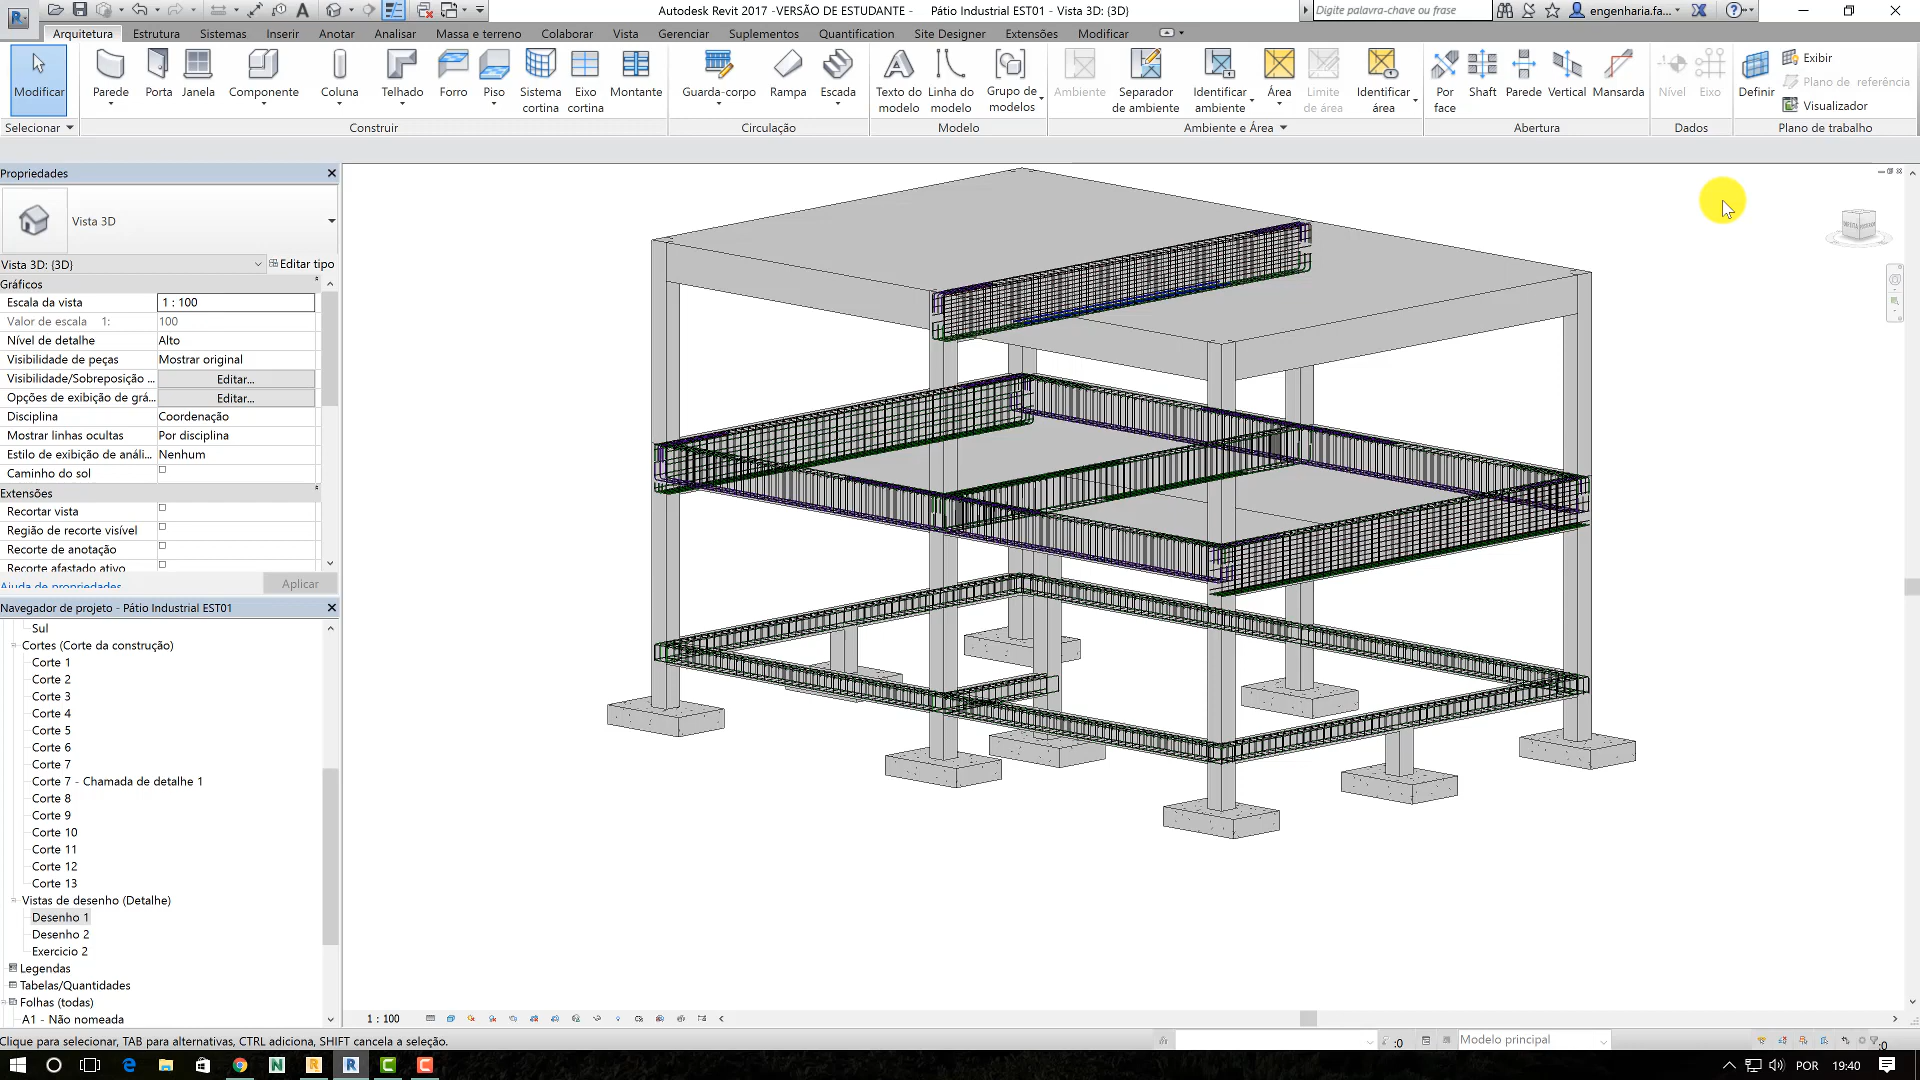 Autodesk Revit 2017 -VERSÃO DE ESTUDANTE -    Pátio Industrial EST01 - Vista 3D: {3D}
Digite palavra-chave ou frase
engenharia.fa...
Arquitetura Estrutura Sistemas Inserir Anotar Analisar Massa e terreno Colaborar Vista Gerenciar Suplementos Quantification Site Designer Extensões Modificar
Modificar
Parede
Porta
Janela
Componente
Coluna
Telhado
Forro
Piso
Sistema cortina
Eixo cortina
Montante
Guarda-corpo
Rampa
Escada
Texto do modelo
Linha do modelo
Grupo de modelos
Ambiente
Separador de ambiente
Identificar ambiente
Área
Limite de área
Identificar área
Por face
Shaft
Parede
Vertical
Mansarda
Nível
Eixo
Definir
Exibir
Plano de referência
Visualizador
Selecionar
Construir
Circulação
Modelo
Ambiente e Área
Abertura
Dados
Plano de trabalho
Propriedades
Vista 3D
Vista 3D: {3D}
Editar tipo
Gráficos
Escala da vista 1 : 100
Valor de escala 1: 100
Nível de detalhe Alto
Visibilidade de peças Mostrar original
Visibilidade/Sobreposição ... Editar...
Opções de exibição de grá... Editar...
Disciplina Coordenação
Mostrar linhas ocultas Por disciplina
Estilo de exibição de análi... Nenhum
Caminho do sol
Extensões
Recortar vista
Região de recorte visível
Recorte de anotação
Recorte afastado ativo
Ajuda de propriedades
Aplicar
Navegador de projeto - Pátio Industrial EST01
Sul
Cortes (Corte da construção)
Corte 1
Corte 2
Corte 3
Corte 4
Corte 5
Corte 6
Corte 7
Corte 7 - Chamada de detalhe 1
Corte 8
Corte 9
Corte 10
Corte 11
Corte 12
Corte 13
Vistas de desenho (Detalhe)
Desenho 1
Desenho 2
Exercicio 2
Legendas
Tabelas/Quantidades
Folhas (todas)
A1 - Não nomeada
1 : 100
Clique para selecionar, TAB para alternativas, CTRL adiciona, SHIFT cancela a seleção.
:0
Modelo principal
:0
POR
19:40